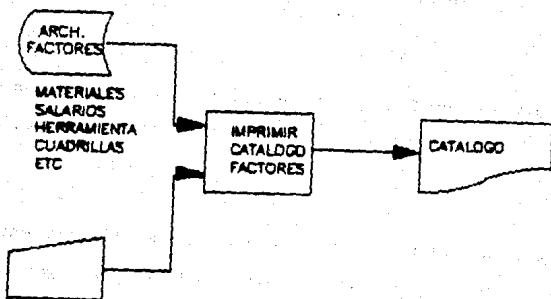 ARCH.
FACTORES
MATERIALES
SALARIOS
HERRAMIENTA
CUADRILLAS
ETC
IMPRIMIR
CATALOGO
FACTORES
CATALOGO